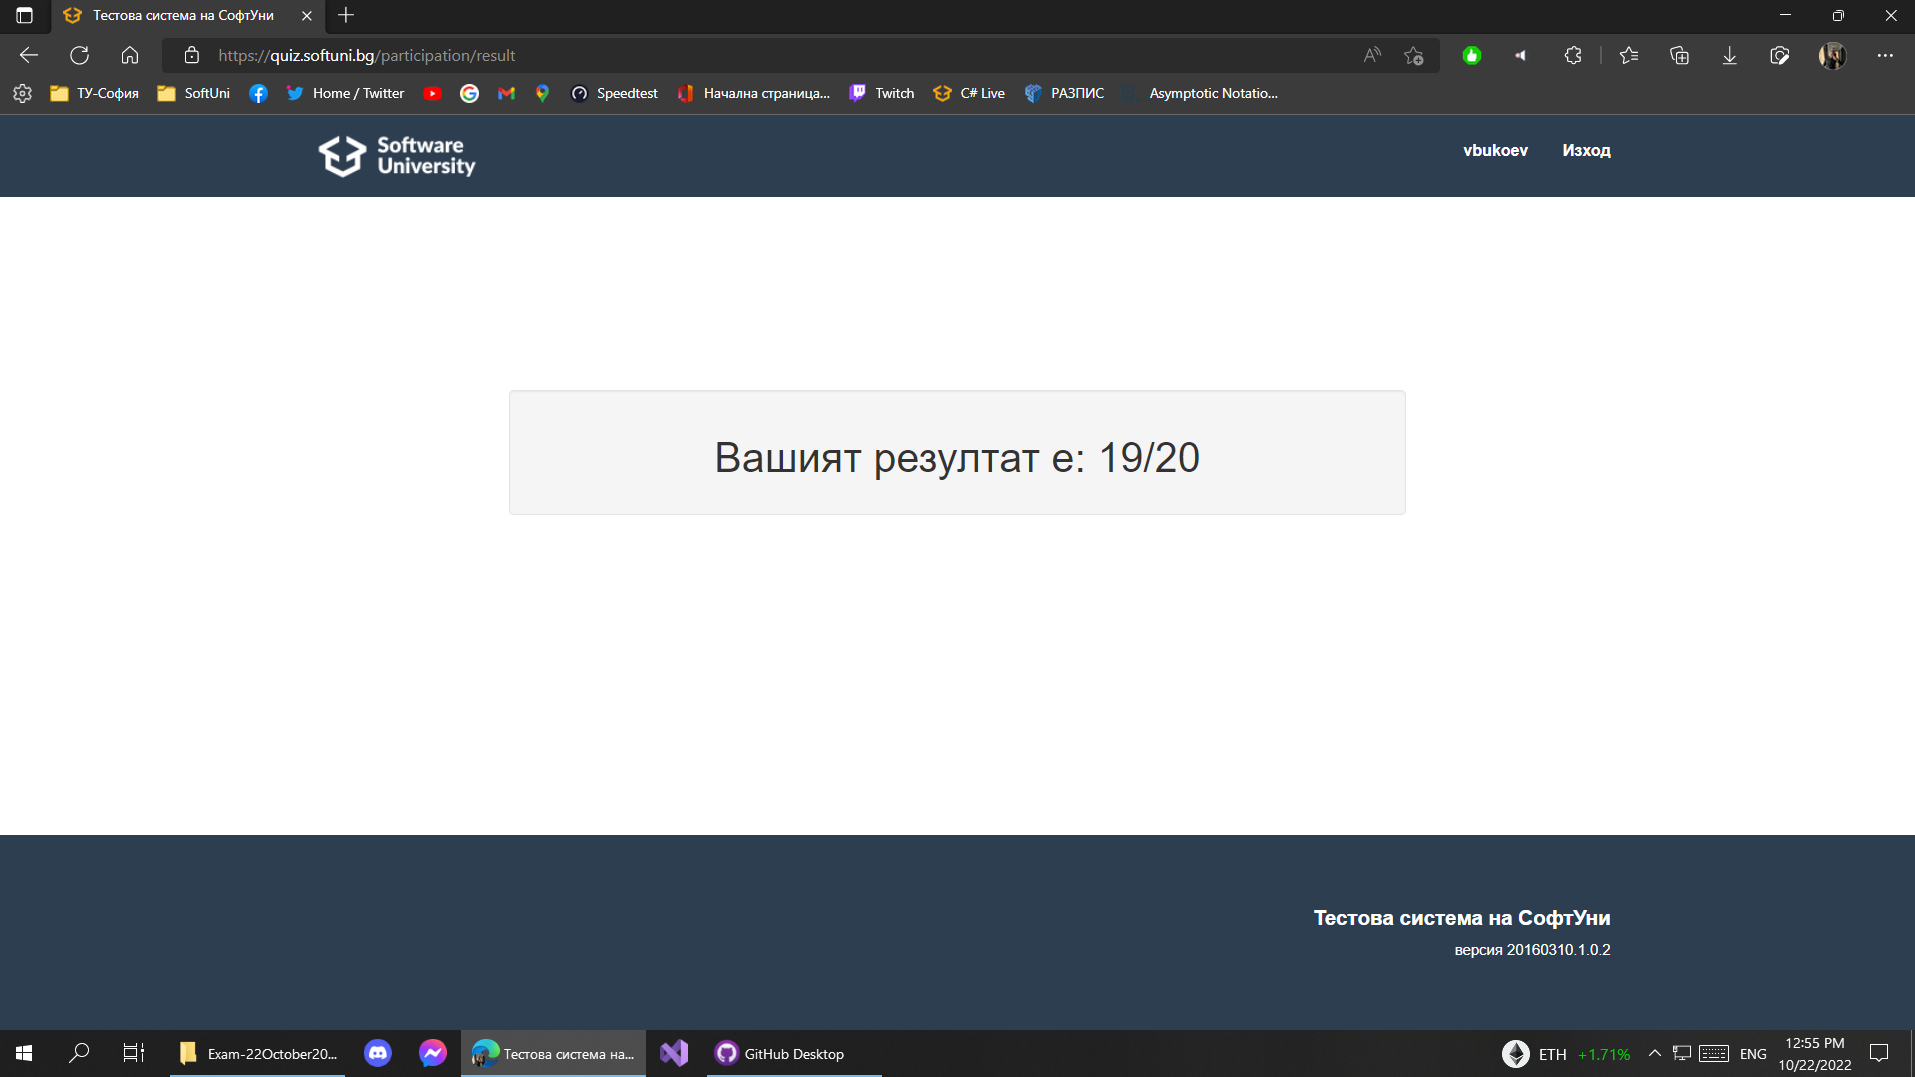 Тестова система на СофтУни
https://quiz.softuni.bg/participation/result
ТУ-София
SoftUni
Home / Twitter
Speedtest
Начална страница...
Twitch
C# Live
РАЗПИС
Asymptotic Notatio...
Software
University
vbukoev
Изход
Вашият резултат е: 19/20
Тестова система на СофтУни
версия 20160310.1.0.2
Exam-22October20...
Тестова система на...
GitHub Desktop
ETH +1.71%
ENG
12:55 PM
10/22/2022